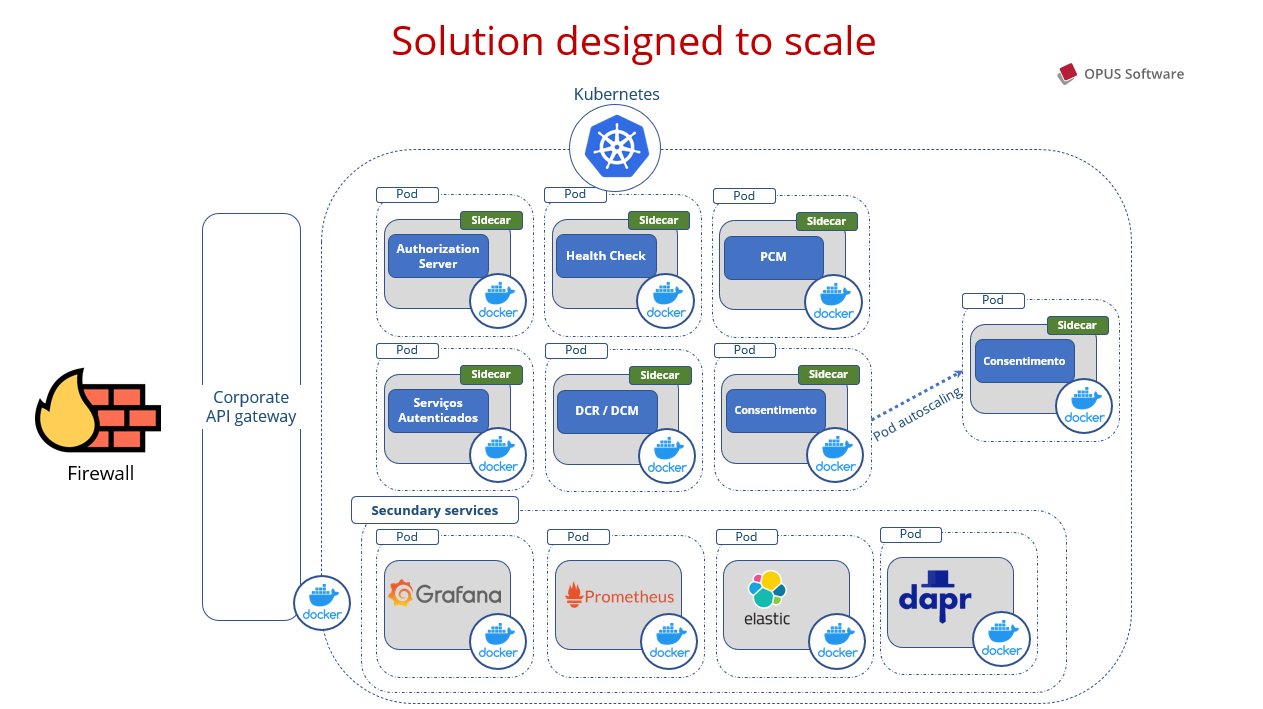 Solution designed to scale
OPUS Software
Kubernetes
Pod
Sidecar
Authorization
Server
docker
Pod
Sidecar
Health Check
docker
Pod
Sidecar
PCM
docker
Pod
Sidecar
Consentimento
docker
Pod
Sidecar
Serviços
Autenticados
docker
Pod
Sidecar
DCR / DCM
docker
Pod
Sidecar
Consentimento
docker
Pod autoscaling
Corporate
API gateway
docker
Firewall
Secundary services
Pod
Grafana
docker
Pod
Prometheus
docker
Pod
elastic
docker
Pod
dapr
docker